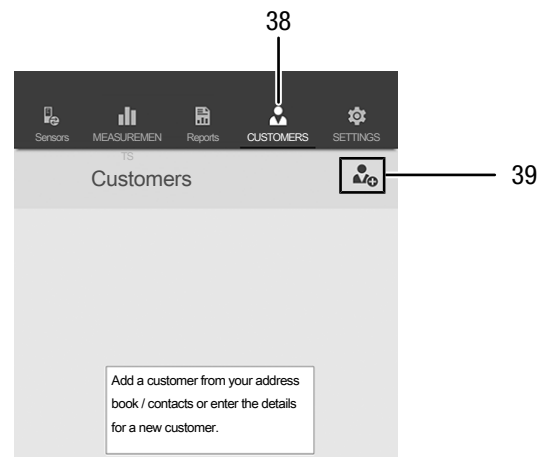 38
Sensors MEASUREMEN Reports CUSTOMERS SETTINGS
TS
Customers
39
Add a customer from your address
book / contacts or enter the details
for a new customer.